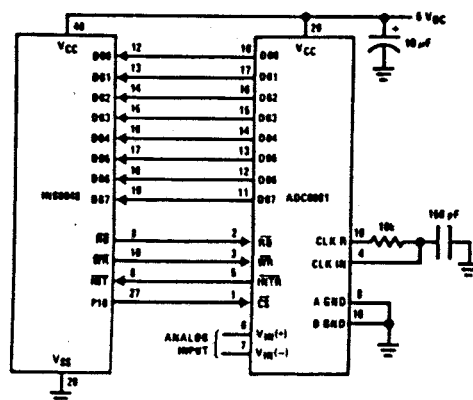 40 20 5 VDC
VCC VCC + 10 µF
DB0 12 18 DB0
DB1 13 17 DB1
DB2 14 16 DB2
DB3 15 15 DB3
DB4 16 14 DB4
DB5 17 13 DB5
DB6 18 12 DB6
DB7 19 11 DB7
INS8048 ADC0801
RD 8 2 RD
WR 10 3 WR
INT 6 5 INTR
P10 27 1 CS
CLK R 19 10k 150 pF
CLK IN 4
A GND 8
D GND 10
ANALOG INPUT
6 VIN(+)
7 VIN(−)
VSS
20